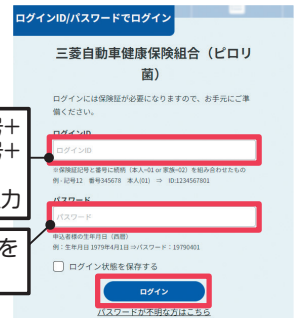 ログインID/パスワードでログイン
三菱自動車健康保険組合（ピロリ
菌）
ログインには保険証が必要になりますので、お手元にご準
備ください。
号+
号+
力
ログインID
ログインID
※保険証記号と番号に続柄（本人=01 or 家族=02）を組み合わせたもの
例・記号12　番号345678　本人(01)　⇒　ID:1234567801
を
パスワード
パスワード
申込者様の生年月日（西暦）
例：生年月日 1979年4月1日⇒パスワード：19790401
ログイン状態を保存する
ログイン
パスワードが不明な方はこちら